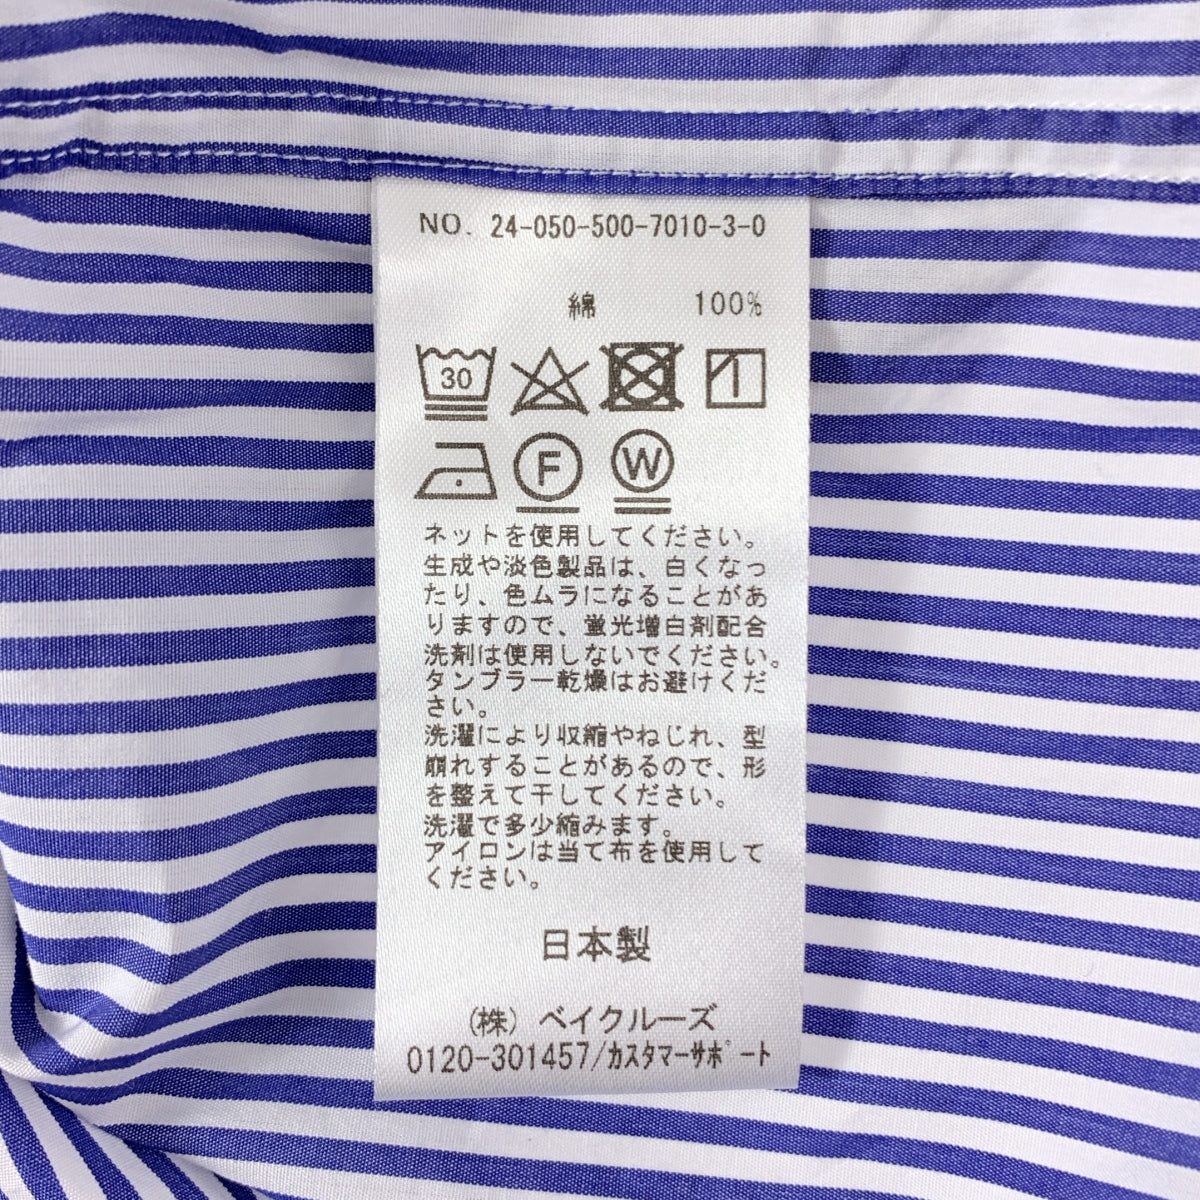 NO. 24-050-500-7010-3-0
綿 100%
30
F W
ネットを使用してください。
生成や淡色製品は、白くなっ
たり、色ムラになることがあ
りますので、蛍光増白剤配合
洗剤は使用しないでください。
タンブラー乾燥はお避けくだ
さい。
洗濯により収縮やねじれ、型
崩れすることがあるので、形
を整えて干してください。
洗濯で多少縮みます。
アイロンは当て布を使用して
ください。
日本製
(株) ベイクルーズ
0120-301457/ｶｽﾀﾏｰｻﾎﾟｰﾄ